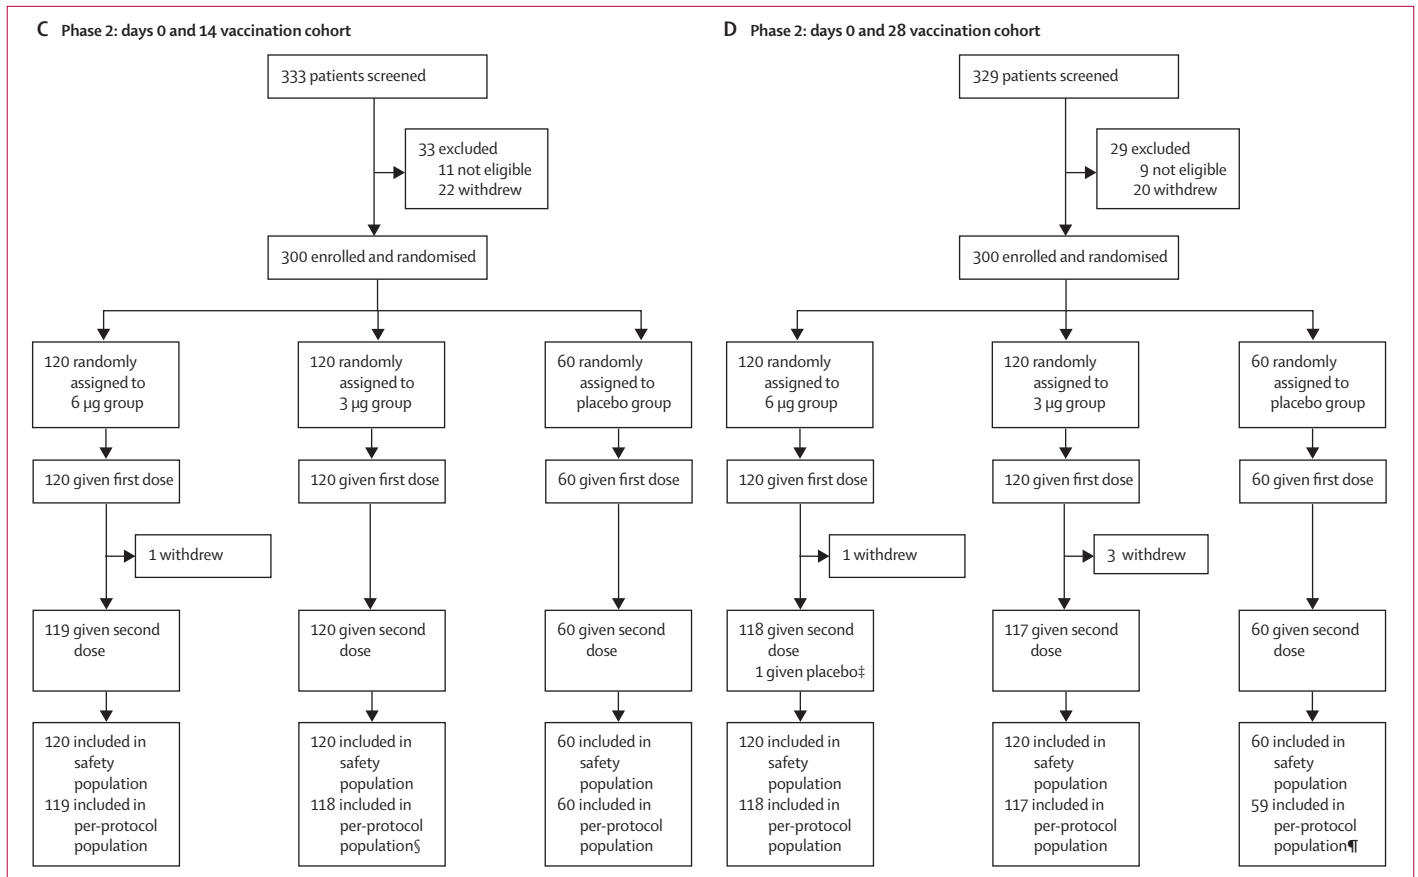 C Phase 2: days 0 and 14 vaccination cohort
333 patients screened
33 excluded
11 not eligible
22 withdrew
300 enrolled and randomised
120 randomly
assigned to
6 µg group
120 randomly
assigned to
3 µg group
60 randomly
assigned to
placebo group
120 given first dose
120 given first dose
60 given first dose
1 withdrew
119 given second
dose
120 given second
dose
60 given second
dose
120 included in
safety
population
119 included in
per-protocol
population
120 included in
safety
population
118 included in
per-protocol
population§
60 included in
safety
population
60 included in
per-protocol
population
D Phase 2: days 0 and 28 vaccination cohort
329 patients screened
29 excluded
9 not eligible
20 withdrew
300 enrolled and randomised
120 randomly
assigned to
6 µg group
120 randomly
assigned to
3 µg group
60 randomly
assigned to
placebo group
120 given first dose
120 given first dose
60 given first dose
1 withdrew
3 withdrew
118 given second
dose
1 given placebo‡
117 given second
dose
60 given second
dose
120 included in
safety
population
118 included in
per-protocol
population
120 included in
safety
population
117 included in
per-protocol
population
60 included in
safety
population
59 included in
per-protocol
population¶